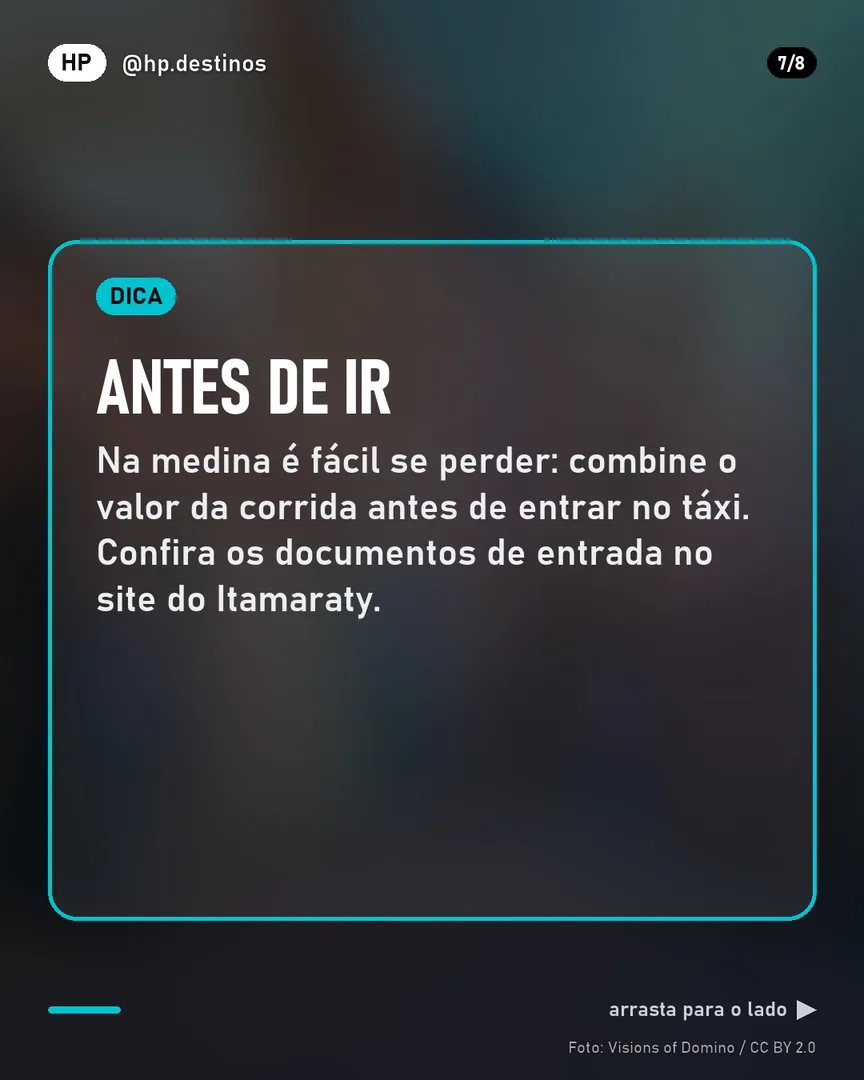 HP @hp.destinos 7/8
DICA
ANTES DE IR
Na medina é fácil se perder: combine o
valor da corrida antes de entrar no táxi.
Confira os documentos de entrada no
site do Itamaraty.
arrasta para o lado ▶
Foto: Visions of Domino / CC BY 2.0